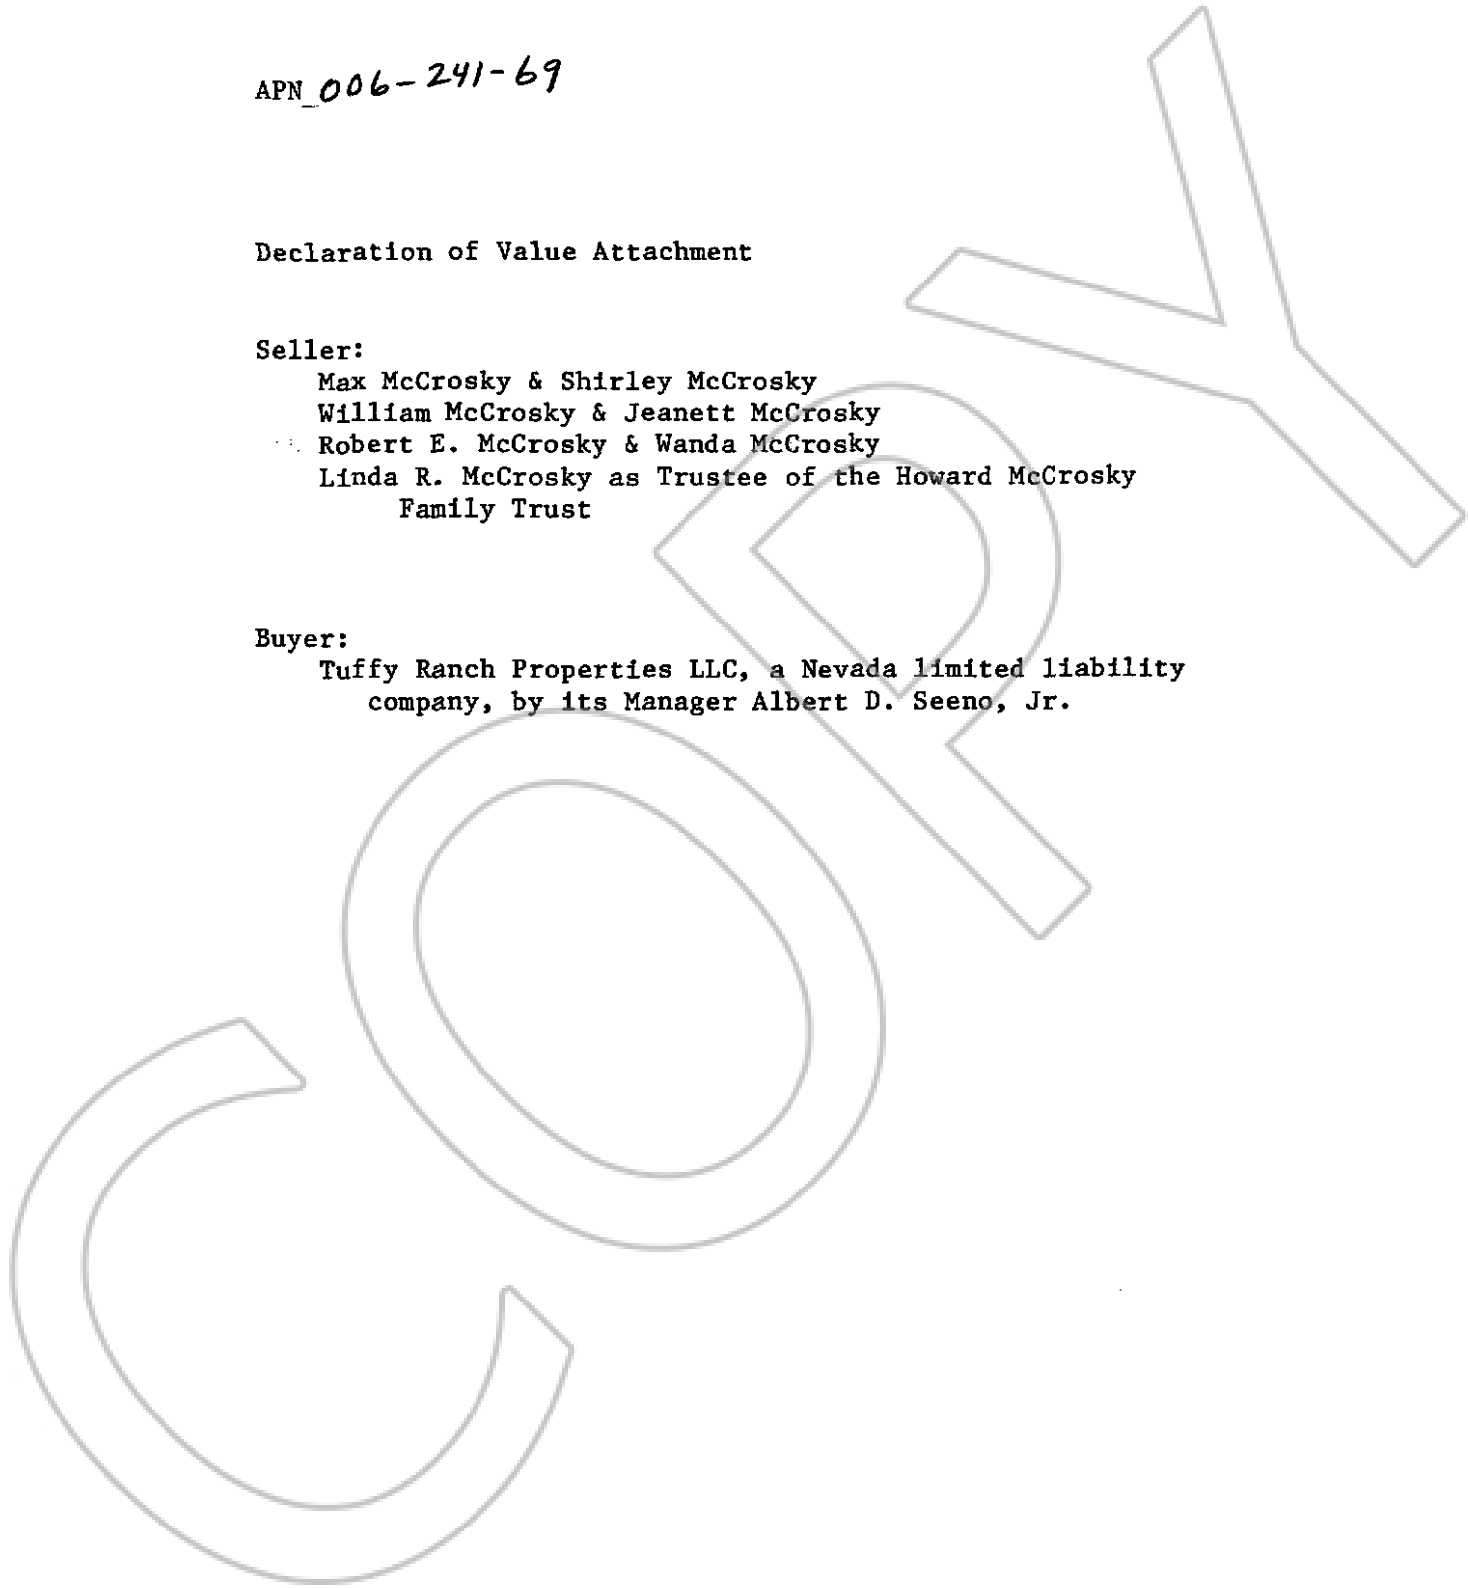 APN 006-241-69
Declaration of Value Attachment
Seller:
Max McCrosky & Shirley McCrosky
William McCrosky & Jeanett McCrosky
Robert E. McCrosky & Wanda McCrosky
Linda R. McCrosky as Trustee of the Howard McCrosky
Family Trust
Buyer:
Tuffy Ranch Properties LLC, a Nevada limited liability
company, by its Manager Albert D. Seeno, Jr.
COPY